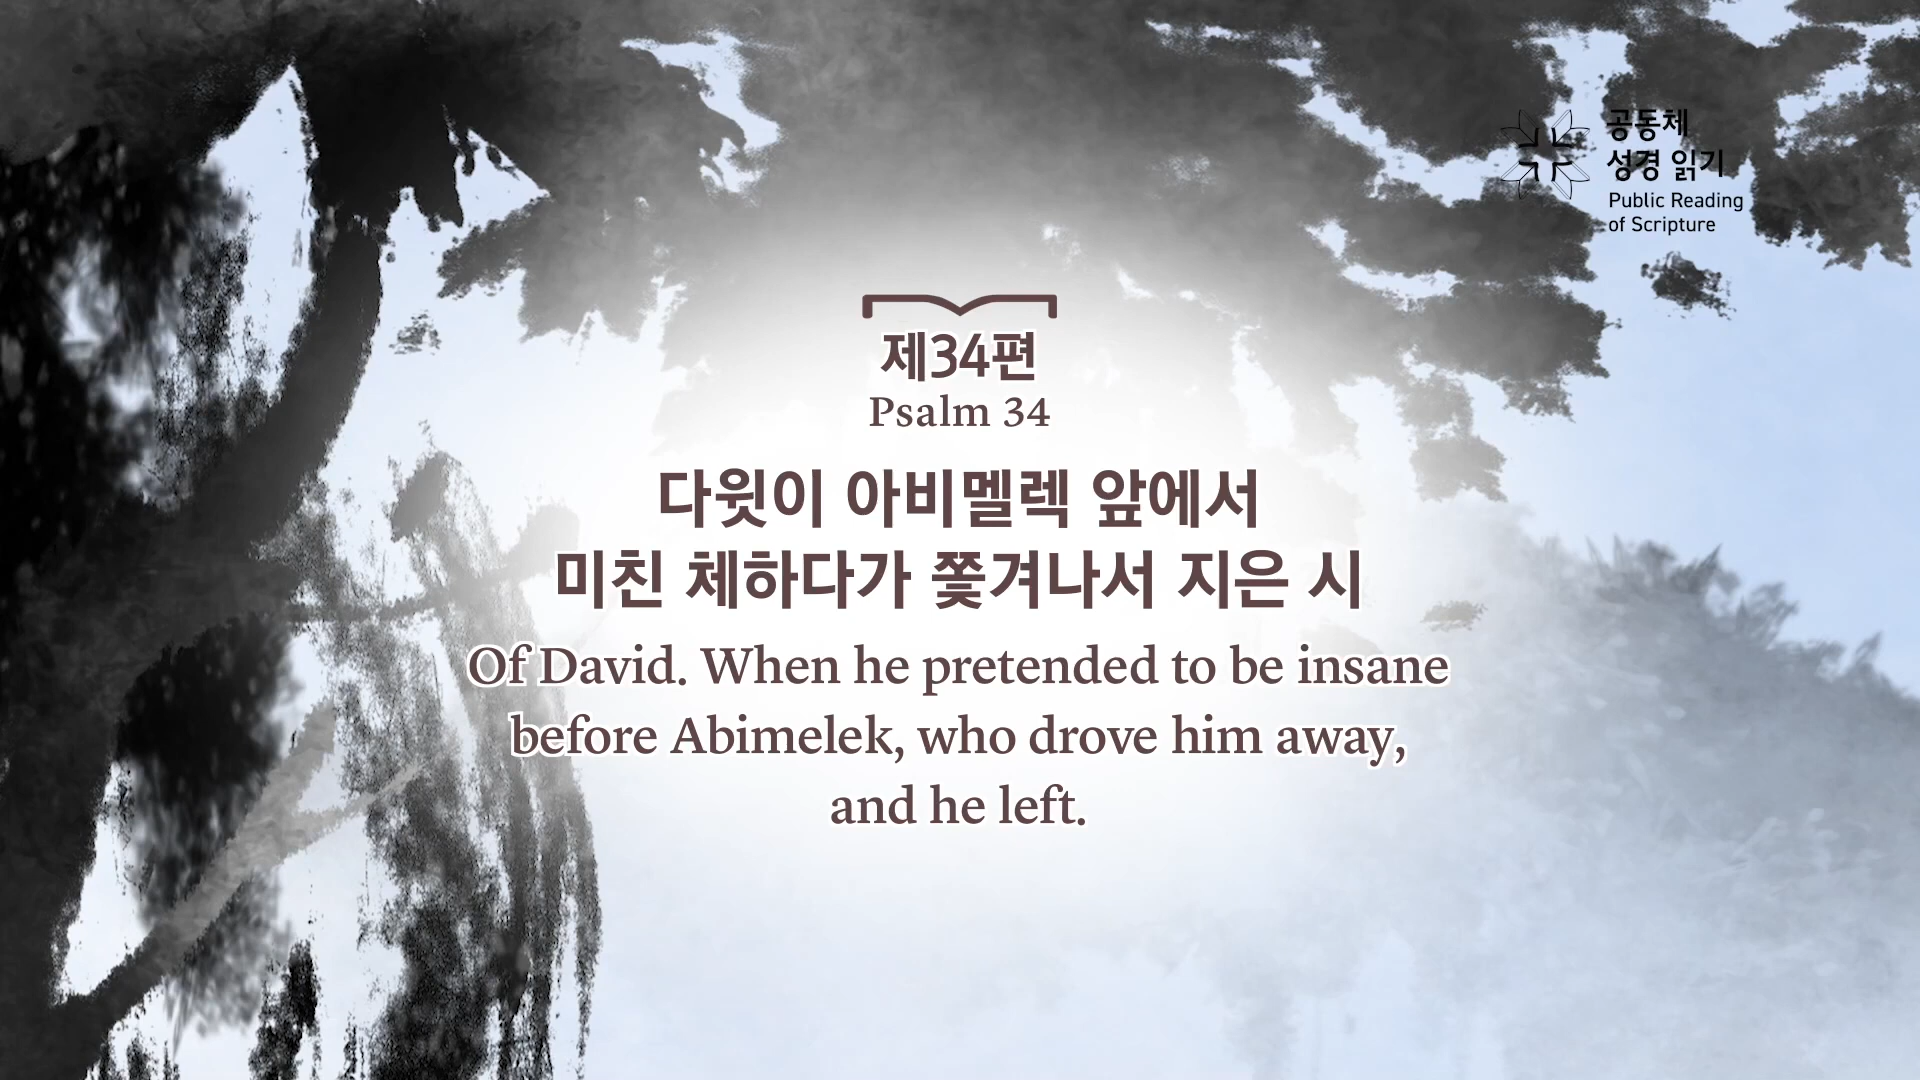 공동체
성경 읽기
Public Reading
of Scripture
제34편
Psalm 34
다윗이 아비멜렉 앞에서
미친 체하다가 쫓겨나서 지은 시
Of David. When he pretended to be insane
before Abimelek, who drove him away,
and he left.